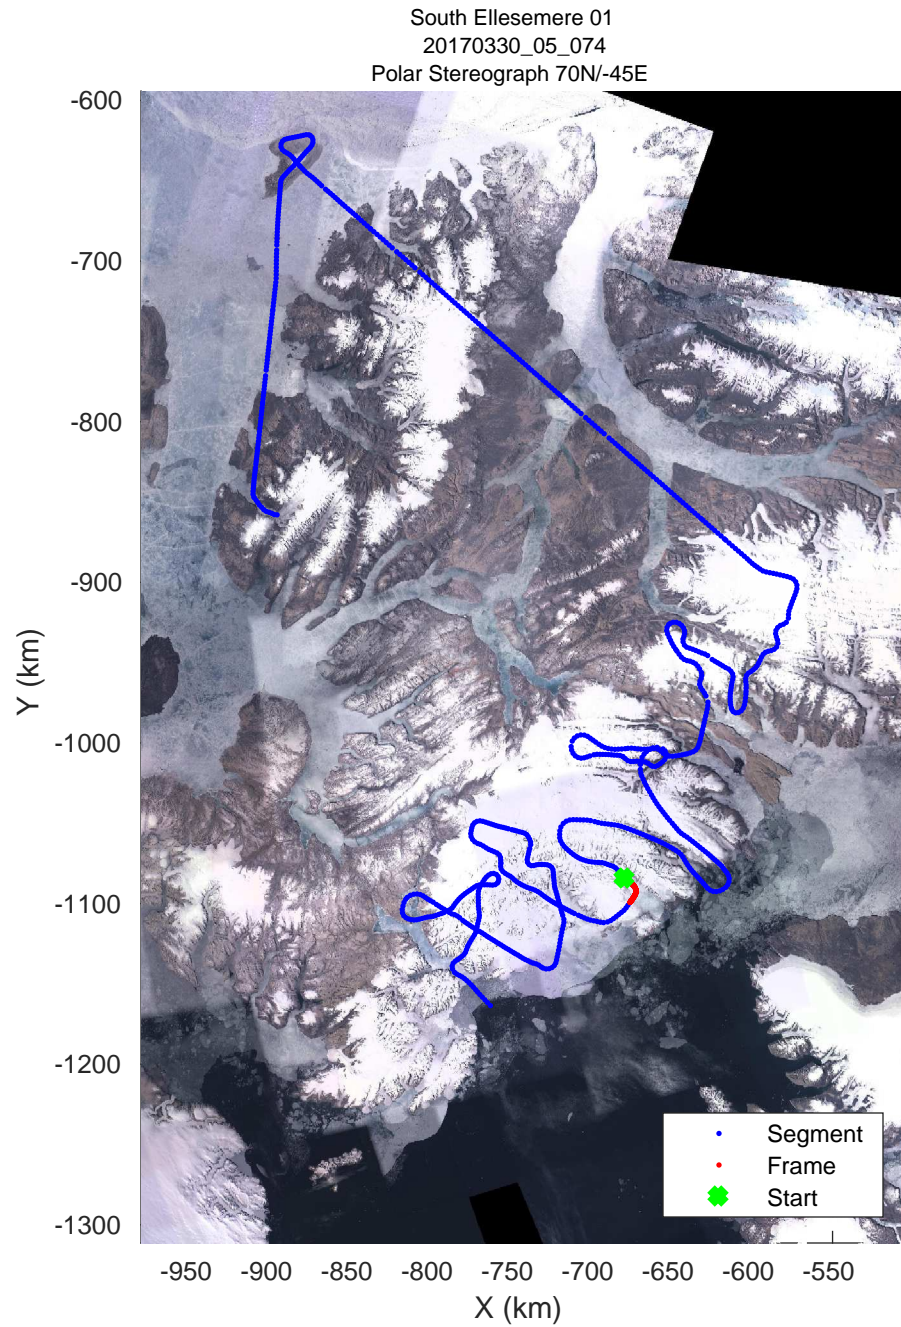 South Ellesemere 01
20170330_05_074
Polar Stereograph 70N/-45E
-600
-700
-800
-900
-1000
-1100
-1200
-1300
Y (km)
Segment
Frame
Start
-950 -900 -850 -800 -750 -700 -650 -600 -550
X (km)